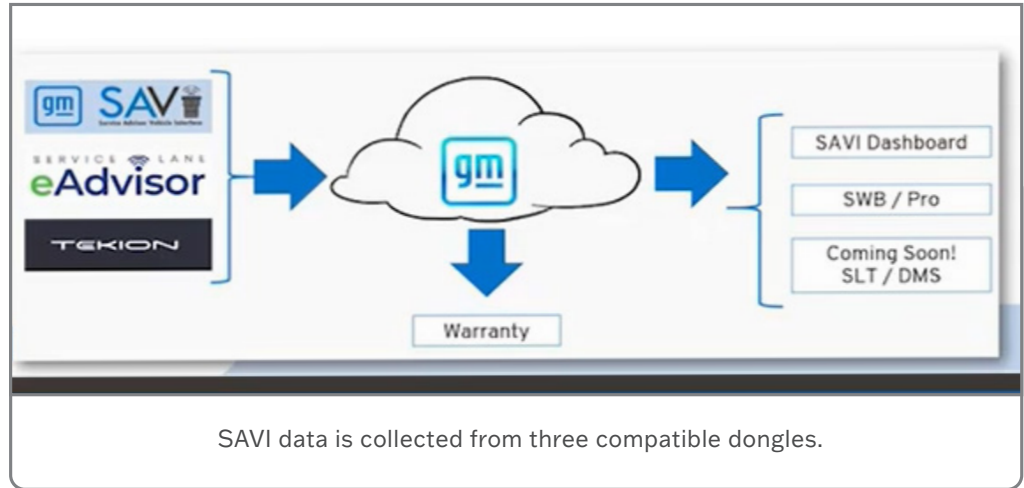 gm SAVI
Service Advisor Vehicle Interface
SERVICE LANE
eAdvisor
TEKION
gm
Warranty
SAVI Dashboard
SWB / Pro
Coming Soon!
SLT / DMS
SAVI data is collected from three compatible dongles.